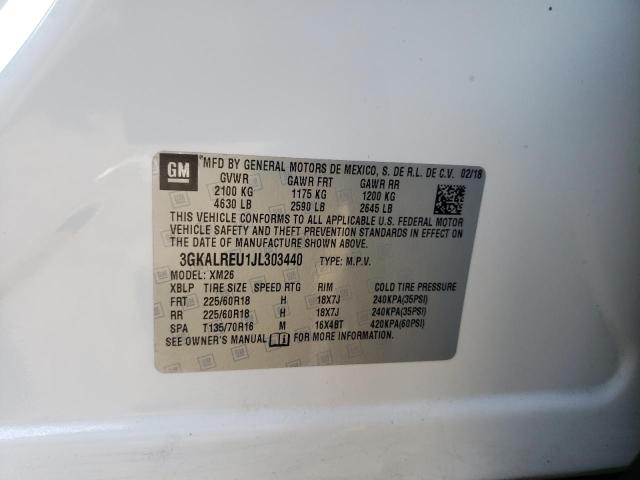 GM ® MFD BY GENERAL MOTORS DE MEXICO, S. DE R.L. DE C.V. 02/18
GVWR GAWR FRT GAWR RR
2100 KG 1175 KG 1200 KG
4630 LB 2590 LB 2645 LB
THIS VEHICLE CONFORMS TO ALL APPLICABLE U.S. FEDERAL MOTOR
VEHICLE SAFETY AND THEFT PREVENTION STANDARDS IN EFFECT ON
THE DATE OF MANUFACTURE SHOWN ABOVE.
3GKALREU1JL303440 TYPE: M.P.V.
MODEL: XM26
XBLP TIRE SIZE SPEED RTG RIM COLD TIRE PRESSURE
FRT 225/60R18 H 18X7J 240KPA(35PSI)
RR 225/60R18 H 18X7J 240KPA(35PSI)
SPA T135/70R16 M 16X4BT 420KPA(60PSI)
SEE OWNER'S MANUAL FOR MORE INFORMATION.